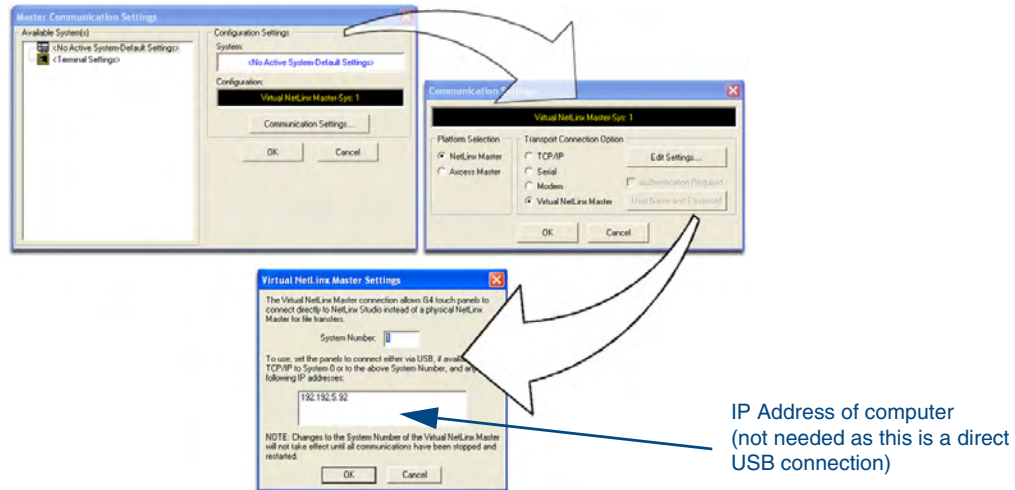 Master Communication Settings
Available System(s)
<No Active System-Default Settings>
<Terminal Settings>
Configuration Settings
System:
<No Active System-Default Settings>
Configuration:
Virtual NetLinx Master-Sys: 1
Communication Settings...
OK Cancel
Communication
Virtual NetLinx Master-Sys: 1
Platform Selection
NetLinx Master
Axcess Master
Transport Connection Option
TCP/IP
Serial
Modem
Virtual NetLinx Master
Edit Settings...
Authentication Required
User Name and Password
OK Cancel
Virtual NetLinx Master Settings
The Virtual NetLinx Master connection allows G4 touch panels to
connect directly to NetLinx Studio instead of a physical NetLinx
Master for file transfers.
System Number: 1
To use, set the panels to connect either via USB, if
TCP/IP to System 0 or to the above System Number, and
following IP addresses:
192.192.5.92
NOTE: Changes to the System Number of the Virtual NetLinx Master
will not take effect until all communications have been stopped and
restarted.
OK Cancel
IP Address of computer
(not needed as this is a direct
USB connection)